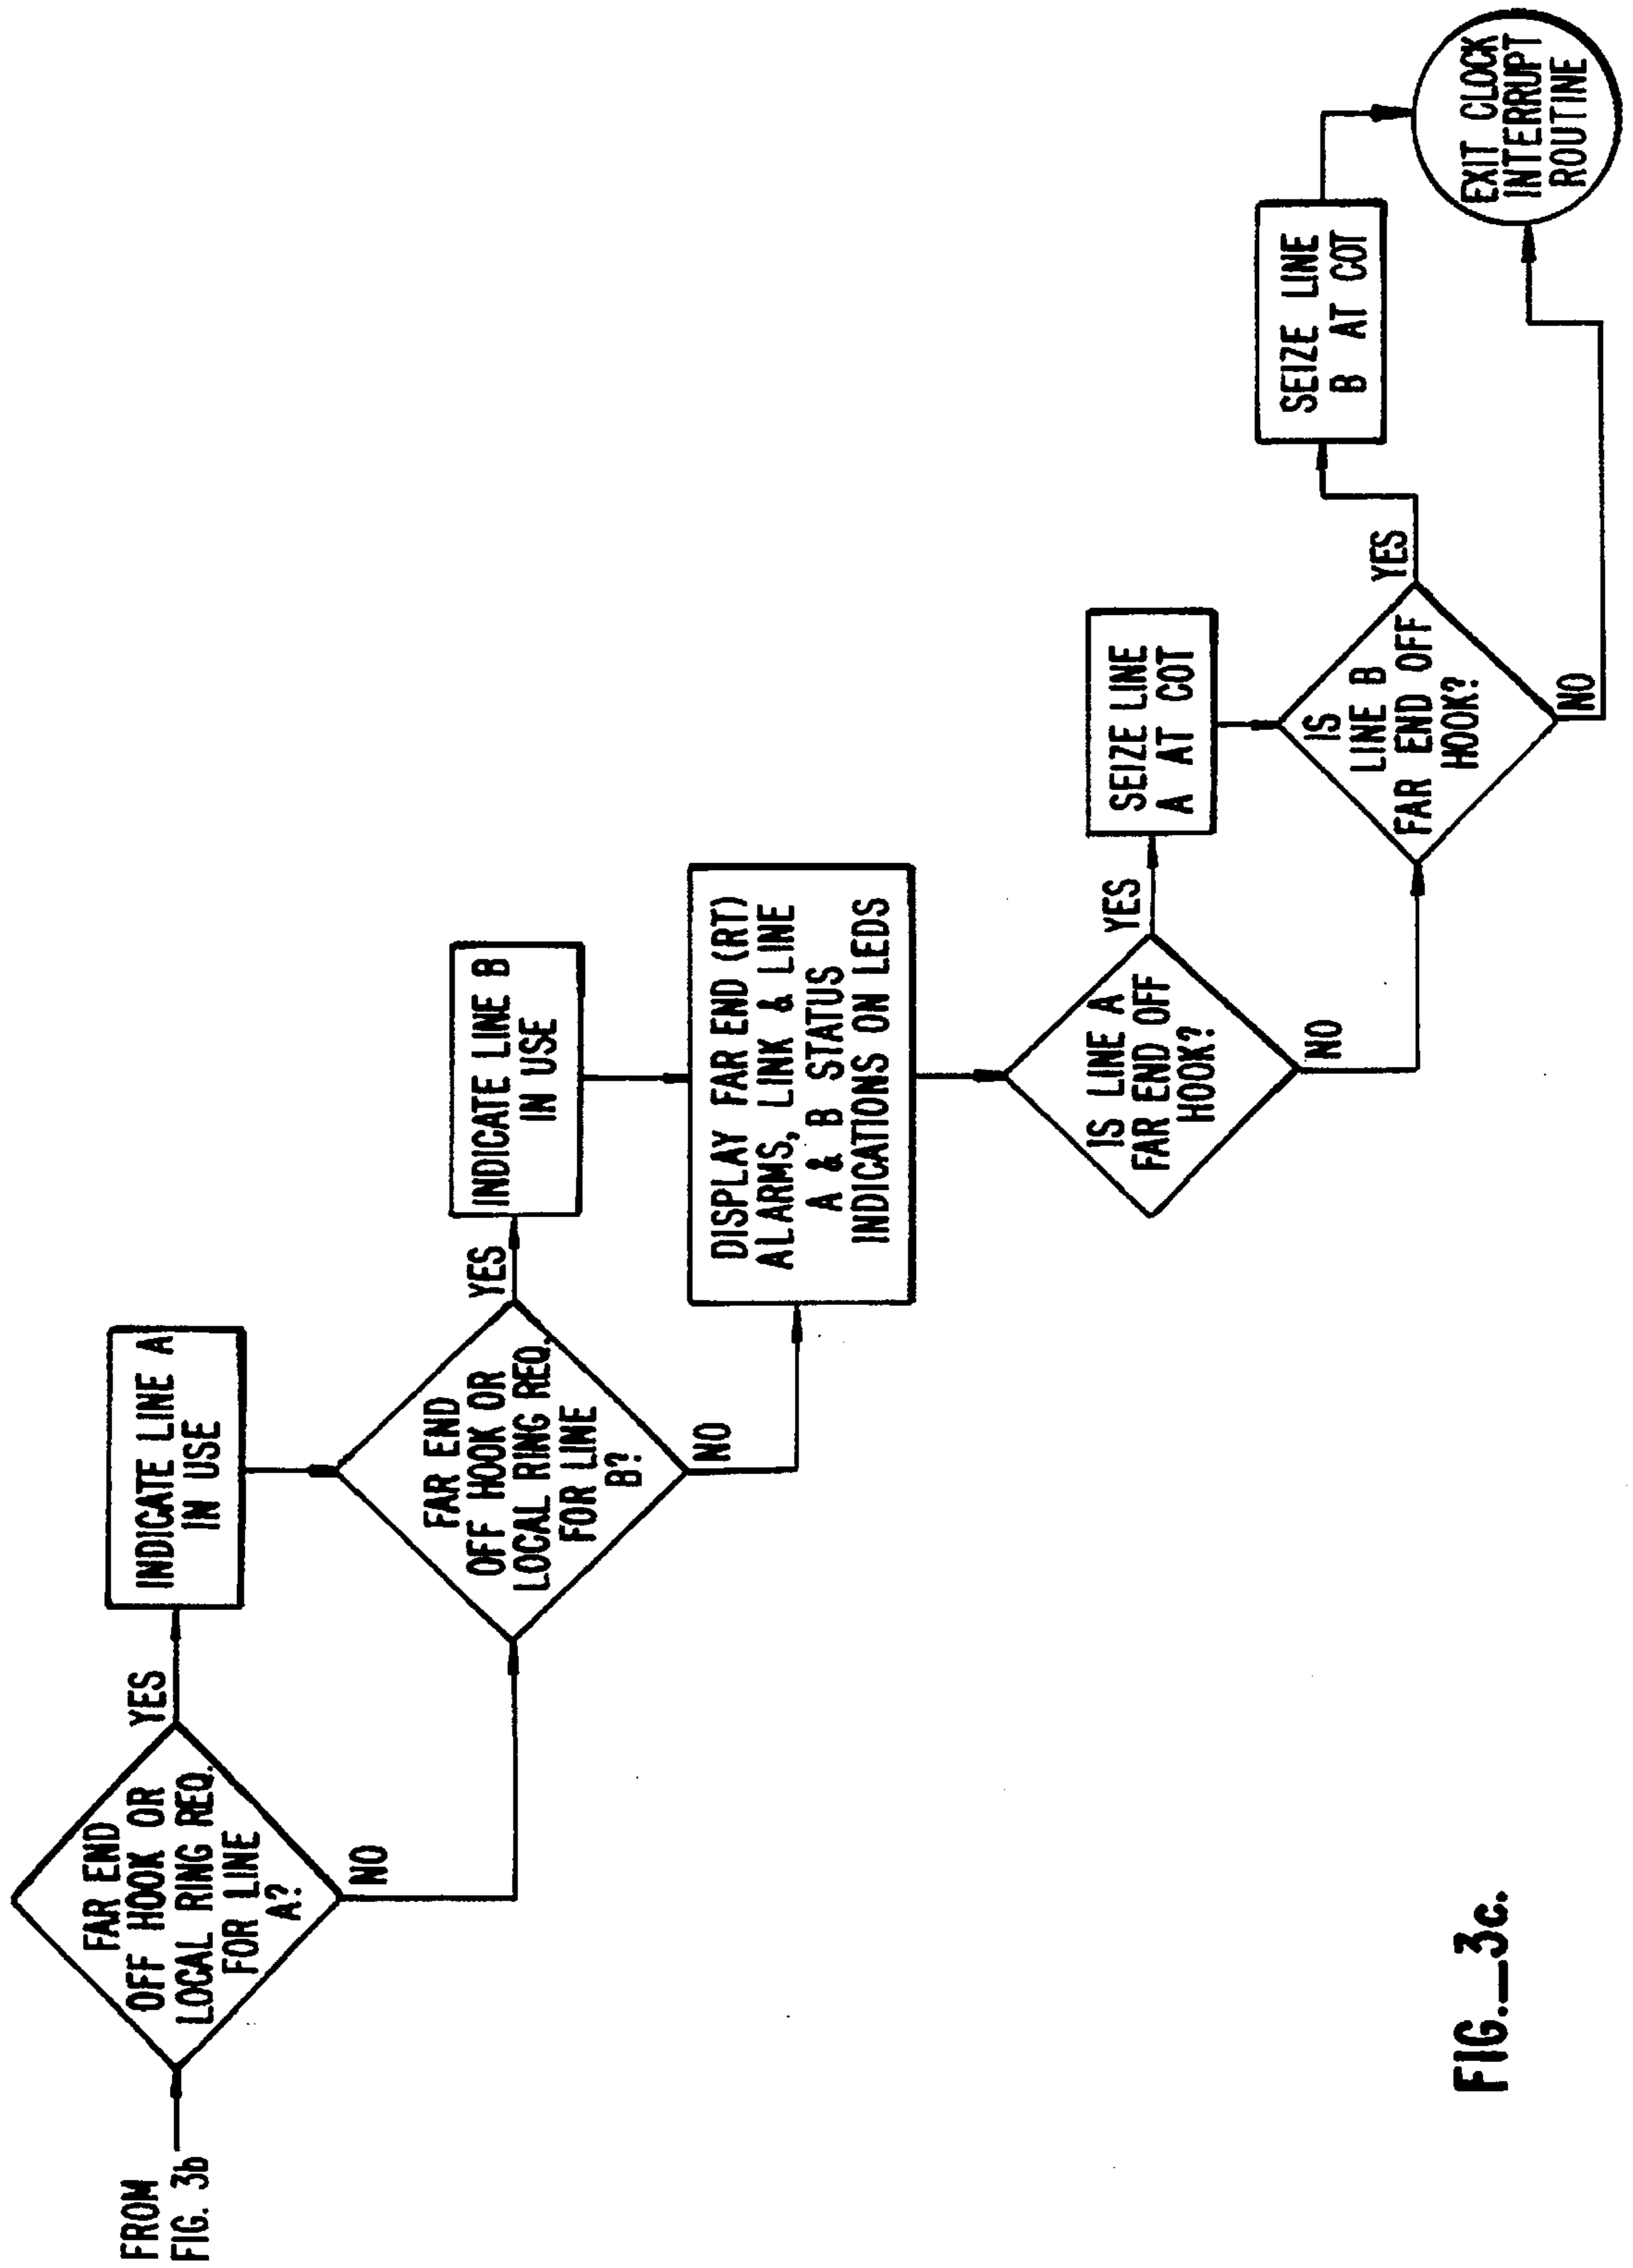 FROM
FIG. 3b
FAR END
OFF HOOK OR
LOCAL RING REQ.
FOR LINE
A?
YES
NO
INDICATE LINE A
IN USE
FAR END
OFF HOOK OR
LOCAL RING REQ.
FOR LINE
B?
YES
NO
INDICATE LINE B
IN USE
DISPLAY FAR END (RT)
ALARMS, LINK & LINE
A & B STATUS
INDICATIONS ON LEDS
IS LINE A
FAR END OFF
HOOK?
YES
NO
SEIZE LINE
A AT COT
IS
LINE B
FAR END OFF
HOOK?
YES
NO
SEIZE LINE
B AT COT
EXIT CLOCK
INTERRUPT
ROUTINE
FIG._3c.